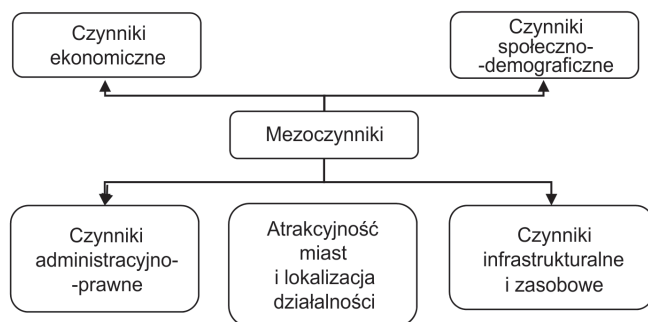 Czynniki
ekonomiczne
Czynniki
społeczno-
-demograficzne
Mezoczynniki
Czynniki
administracyjno-
-prawne
Atrakcyjność
miast
i lokalizacja
działalności
Czynniki
infrastrukturalne
i zasobowe